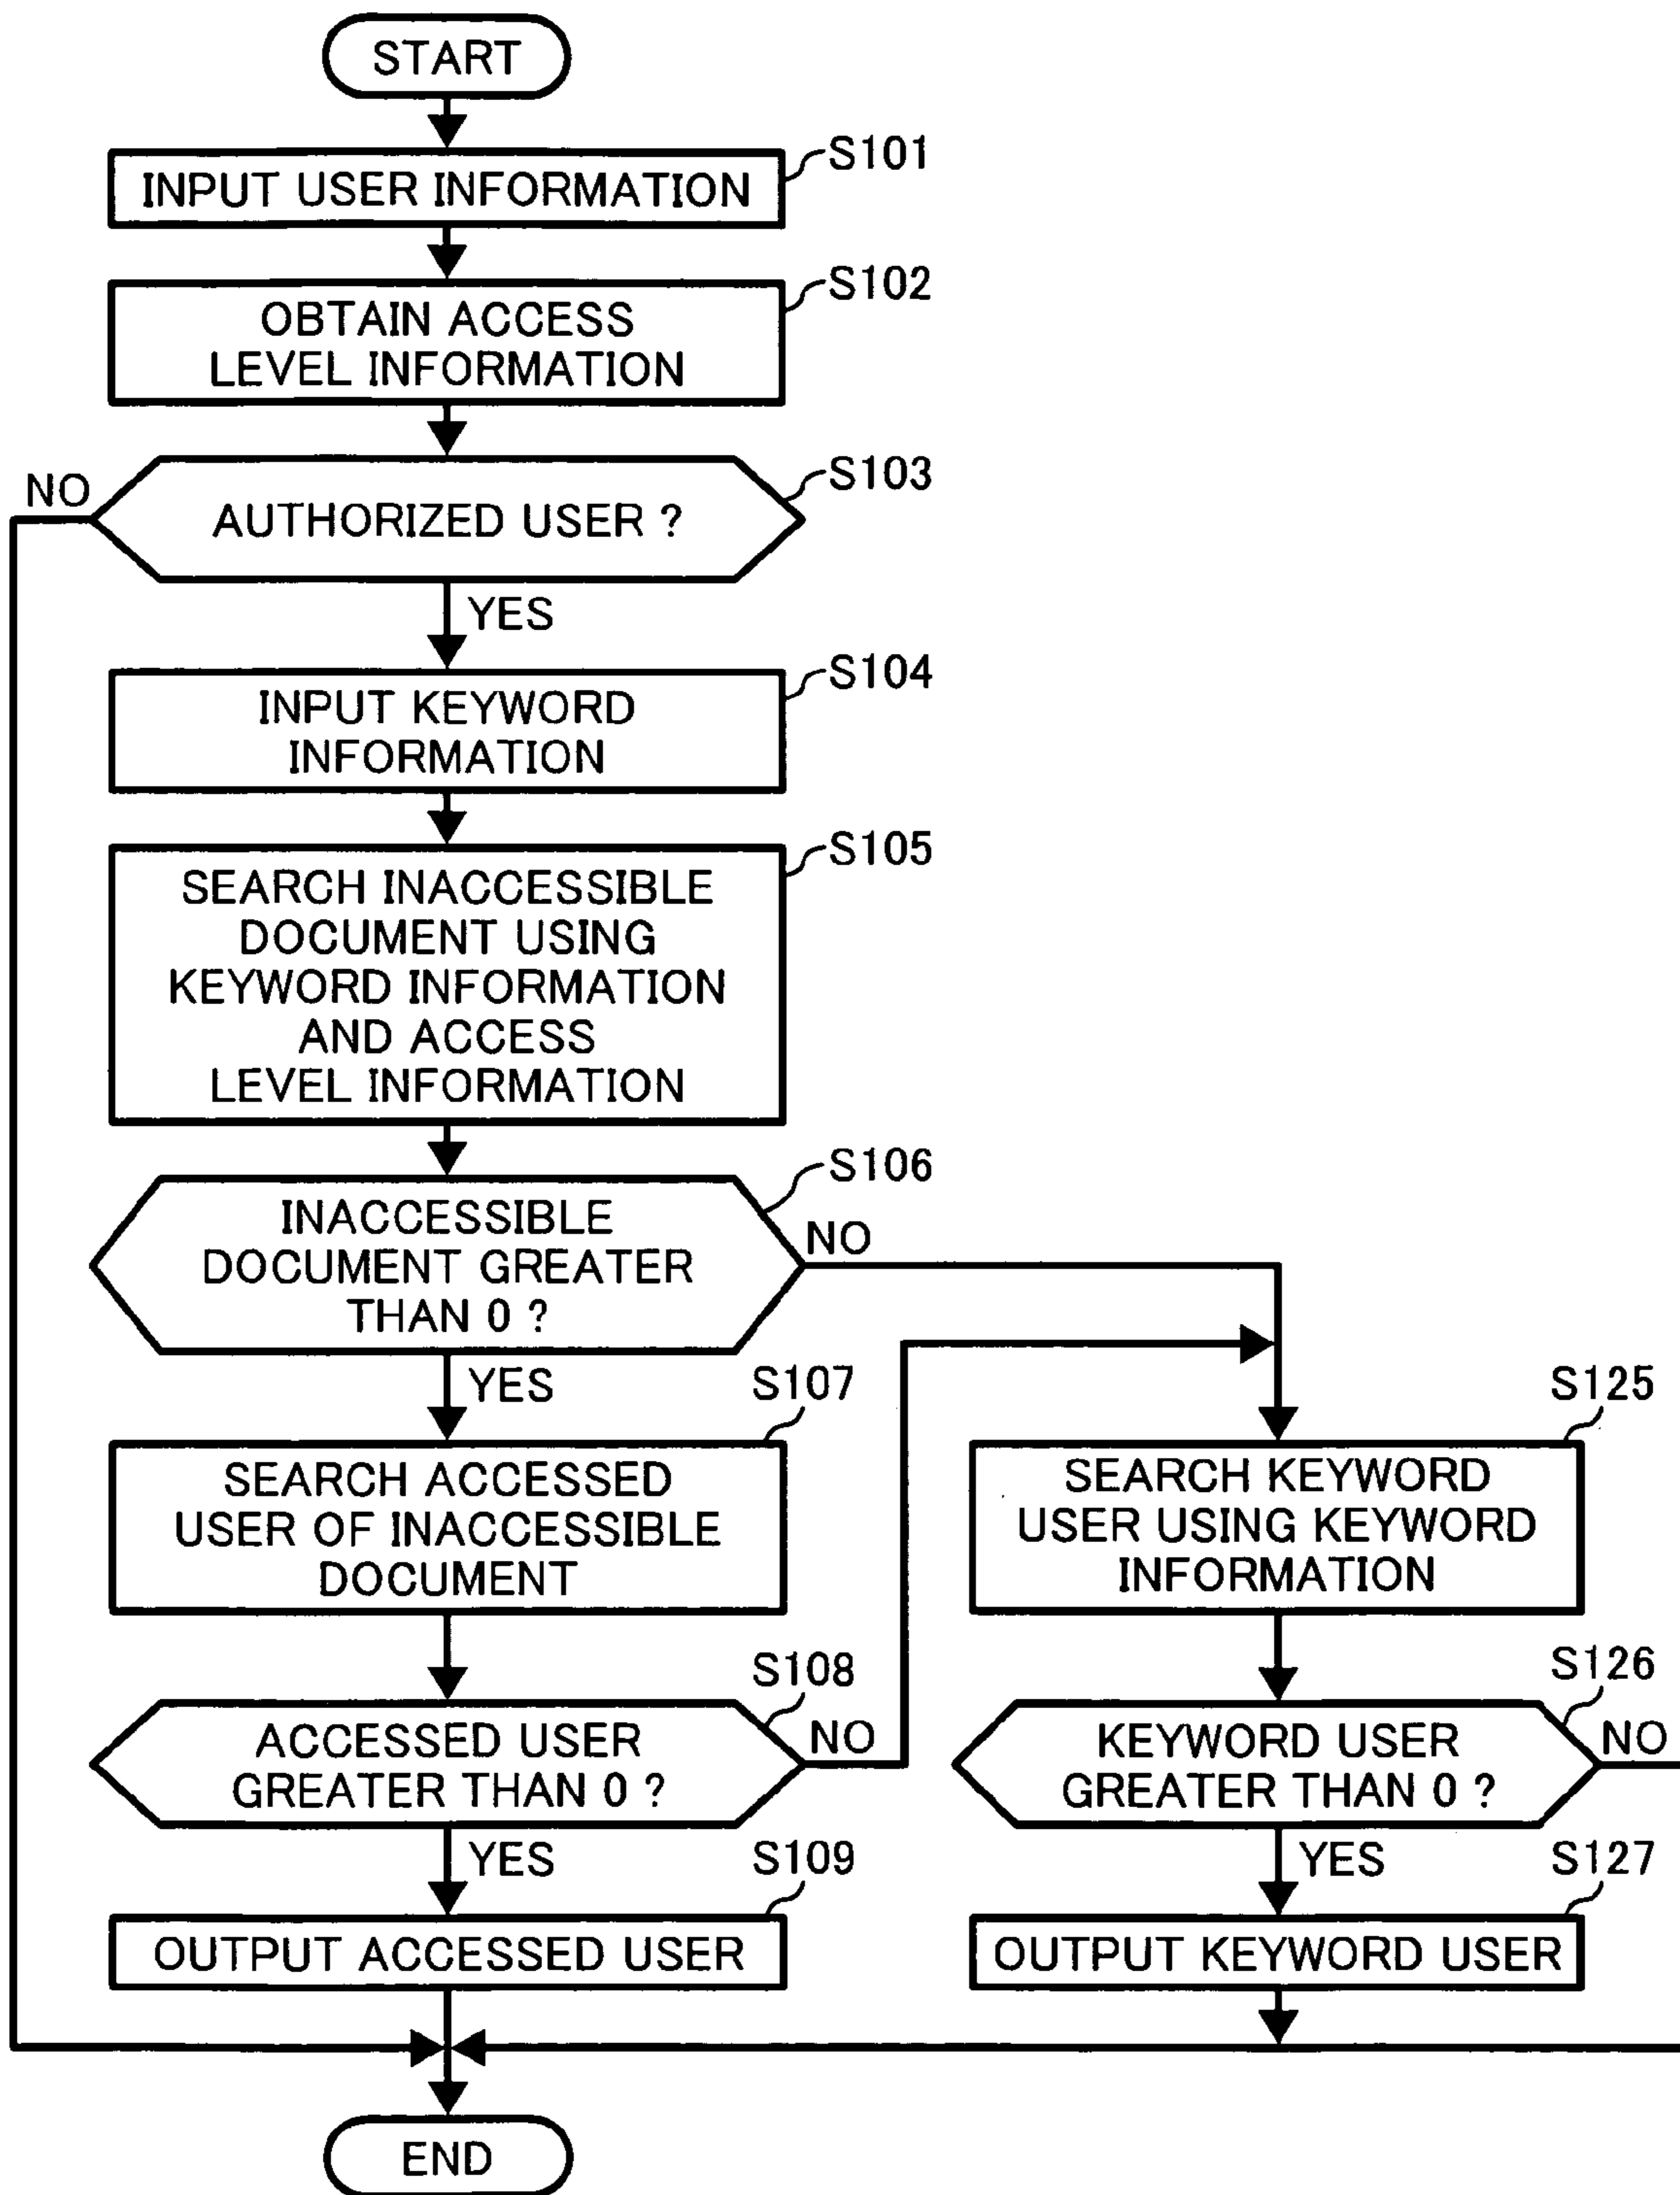 START
S101
INPUT USER INFORMATION
S102
OBTAIN ACCESS
LEVEL INFORMATION
S103
NO
AUTHORIZED USER ?
YES
S104
INPUT KEYWORD
INFORMATION
S105
SEARCH INACCESSIBLE
DOCUMENT USING
KEYWORD INFORMATION
AND ACCESS
LEVEL INFORMATION
S106
INACCESSIBLE
DOCUMENT GREATER
THAN 0 ?
NO
YES
S107
SEARCH ACCESSED
USER OF INACCESSIBLE
DOCUMENT
S108
ACCESSED USER
GREATER THAN 0 ?
NO
YES
S109
OUTPUT ACCESSED USER
S125
SEARCH KEYWORD
USER USING KEYWORD
INFORMATION
S126
KEYWORD USER
GREATER THAN 0 ?
NO
YES
S127
OUTPUT KEYWORD USER
END